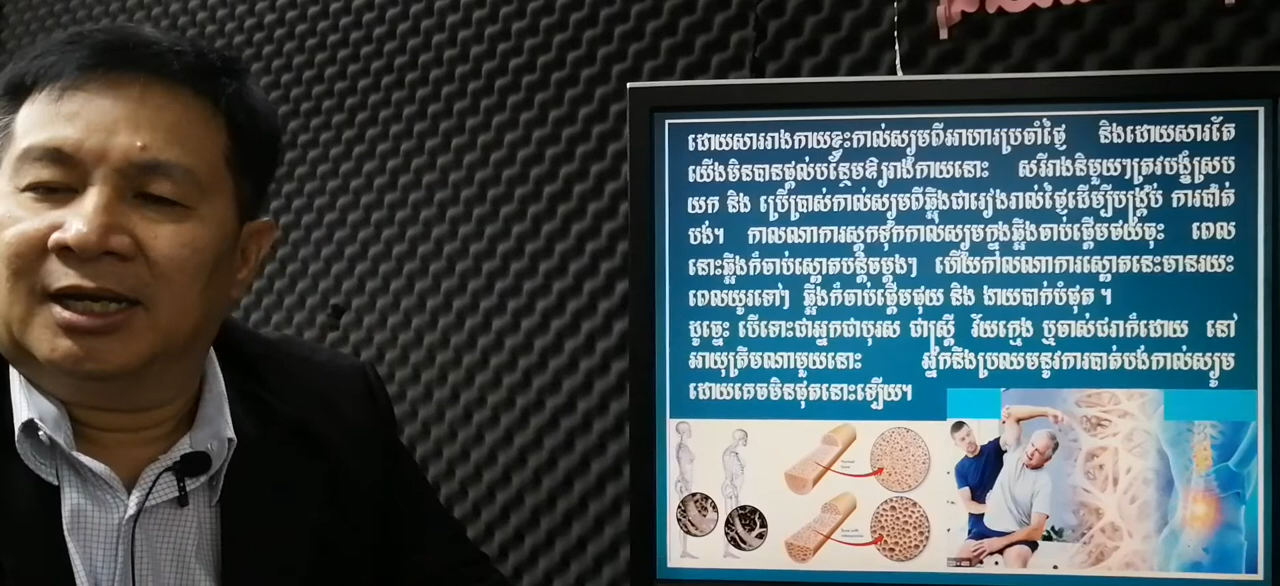 ដោយសាររាងកាយខ្វះកាល់ស្យូមពីអាហារប្រចាំថ្ងៃ និងដោយសារតែ
យើងមិនបានផ្តល់បន្ថែមឱ្យរាងកាយនោះ សរីរាង្គនិមួយៗត្រូវបង្ខំស្រូប
យក និង ប្រើប្រាស់កាល់ស្យូមពីឆ្អឹងជារៀងរាល់ថ្ងៃដើម្បីបង្គ្រប់ ការបាត់
បង់។ កាលណាការស្តុកទុកកាល់ស្យូមក្នុងឆ្អឹងចាប់ផ្តើមថយចុះ ពេល
នោះឆ្អឹងក៏ចាប់ស្តើតបន្តិចម្តងៗ ហើយកាលណាការស្តើតនេះមានរយះ
ពេលយូរទៅៗ ឆ្អឹងក៏ចាប់ផ្តើមផុយ និង ងាយបាក់បំផុត ។
ដូច្នេះ បើទោះជាអ្នកជាបុរស ជាស្ត្រី វ័យក្មេង ឬចាស់ជរាក៏ដោយ នៅ
អាយុត្រឹមណាមួយនោះ អ្នកនឹងប្រឈមនូវការបាត់បង់កាល់ស្យូម
ដោយគេចមិនផុតនោះឡើយ។
Normal bone
Bone with osteoporosis